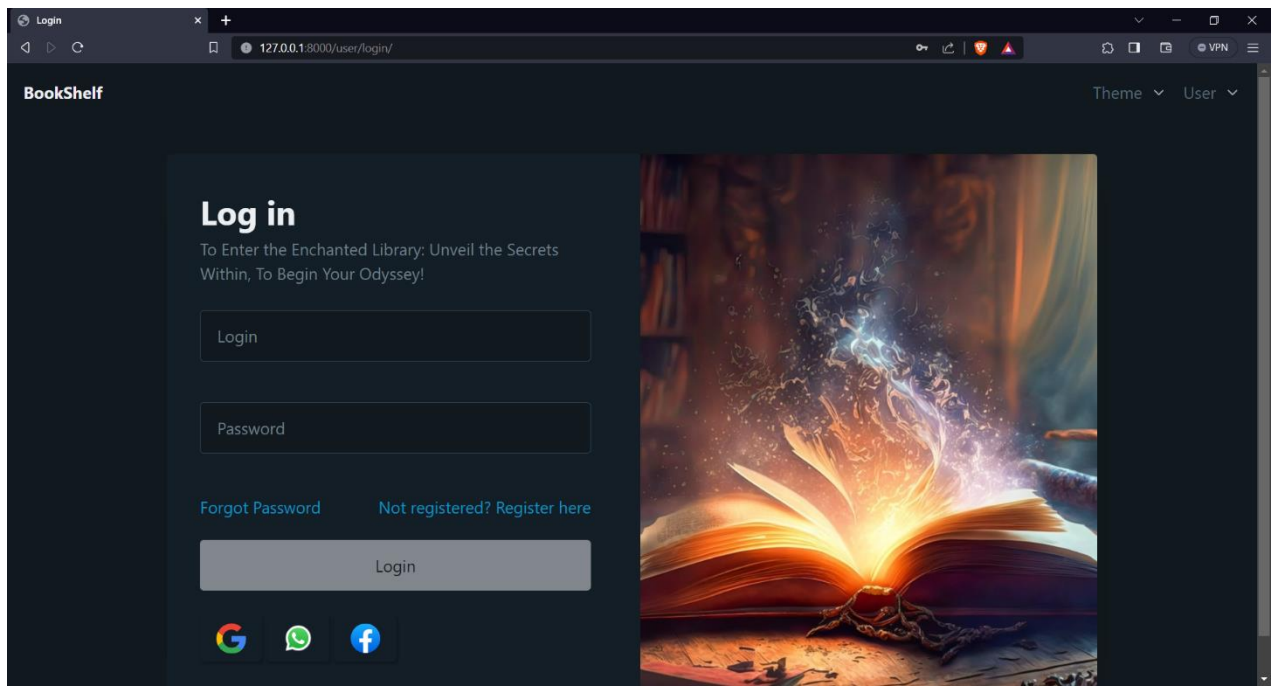 Login
127.0.0.1:8000/user/login/
VPN
BookShelf
Theme
User
Log in
To Enter the Enchanted Library: Unveil the Secrets
Within, To Begin Your Odyssey!
Login
Password
Forgot Password
Not registered? Register here
Login